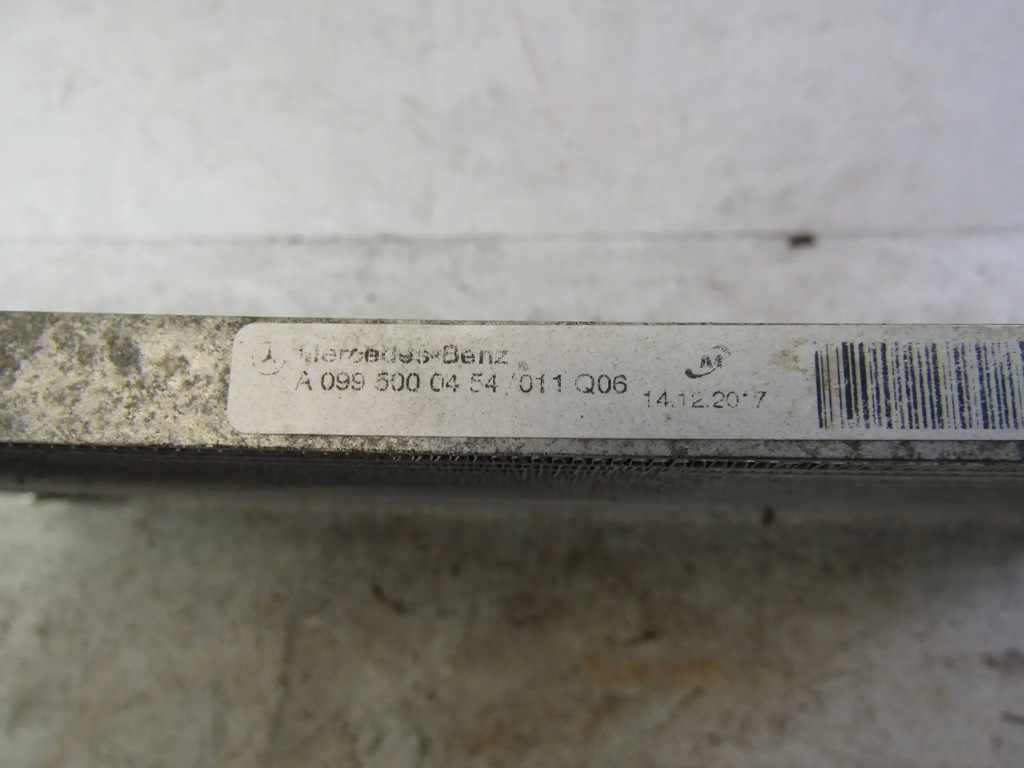 Mercedes-Benz
A 099 500 04 54 /011 Q06
14.12.2017